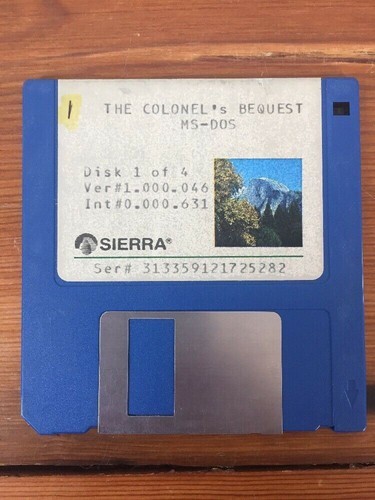 1
THE COLONEL's BEQUEST
MS-DOS
Disk 1 of 4
Ver#1.000.046
Int#0.000.631
SIERRA®
Ser# 313359121725282